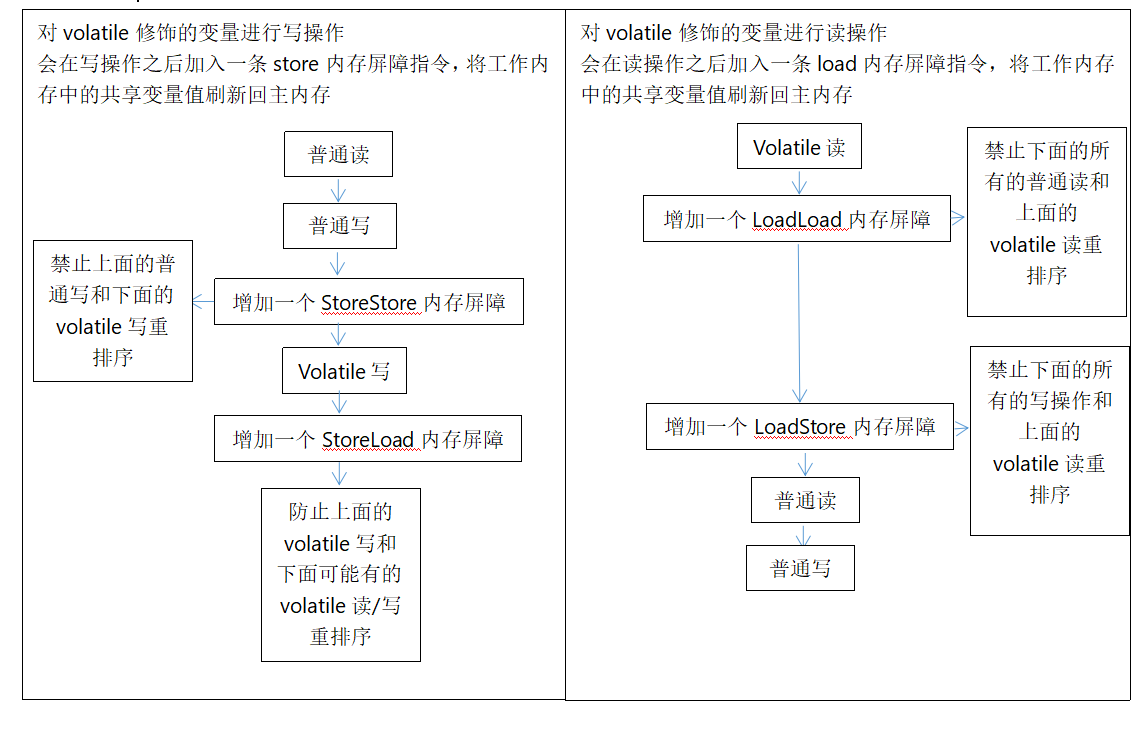 对 volatile 修饰的变量进行写操作
会在写操作之后加入一条 store 内存屏障指令，将工作内
存中的共享变量值刷新回主内存
普通读
普通写
禁止上面的普
通写和下面的
volatile 写重
排序
增加一个 StoreStore 内存屏障
Volatile 写
增加一个 StoreLoad 内存屏障
防止上面的
volatile 写和
下面可能有的
volatile 读/写
重排序
对 volatile 修饰的变量进行读操作
会在读操作之后加入一条 load 内存屏障指令，将工作内存
中的共享变量值刷新回主内存
Volatile 读
增加一个 LoadLoad 内存屏障
禁止下面的所
有的普通读和
上面的
volatile 读重
排序
增加一个 LoadStore 内存屏障
禁止下面的所
有的写操作和
上面的
volatile 读重
排序
普通读
普通写